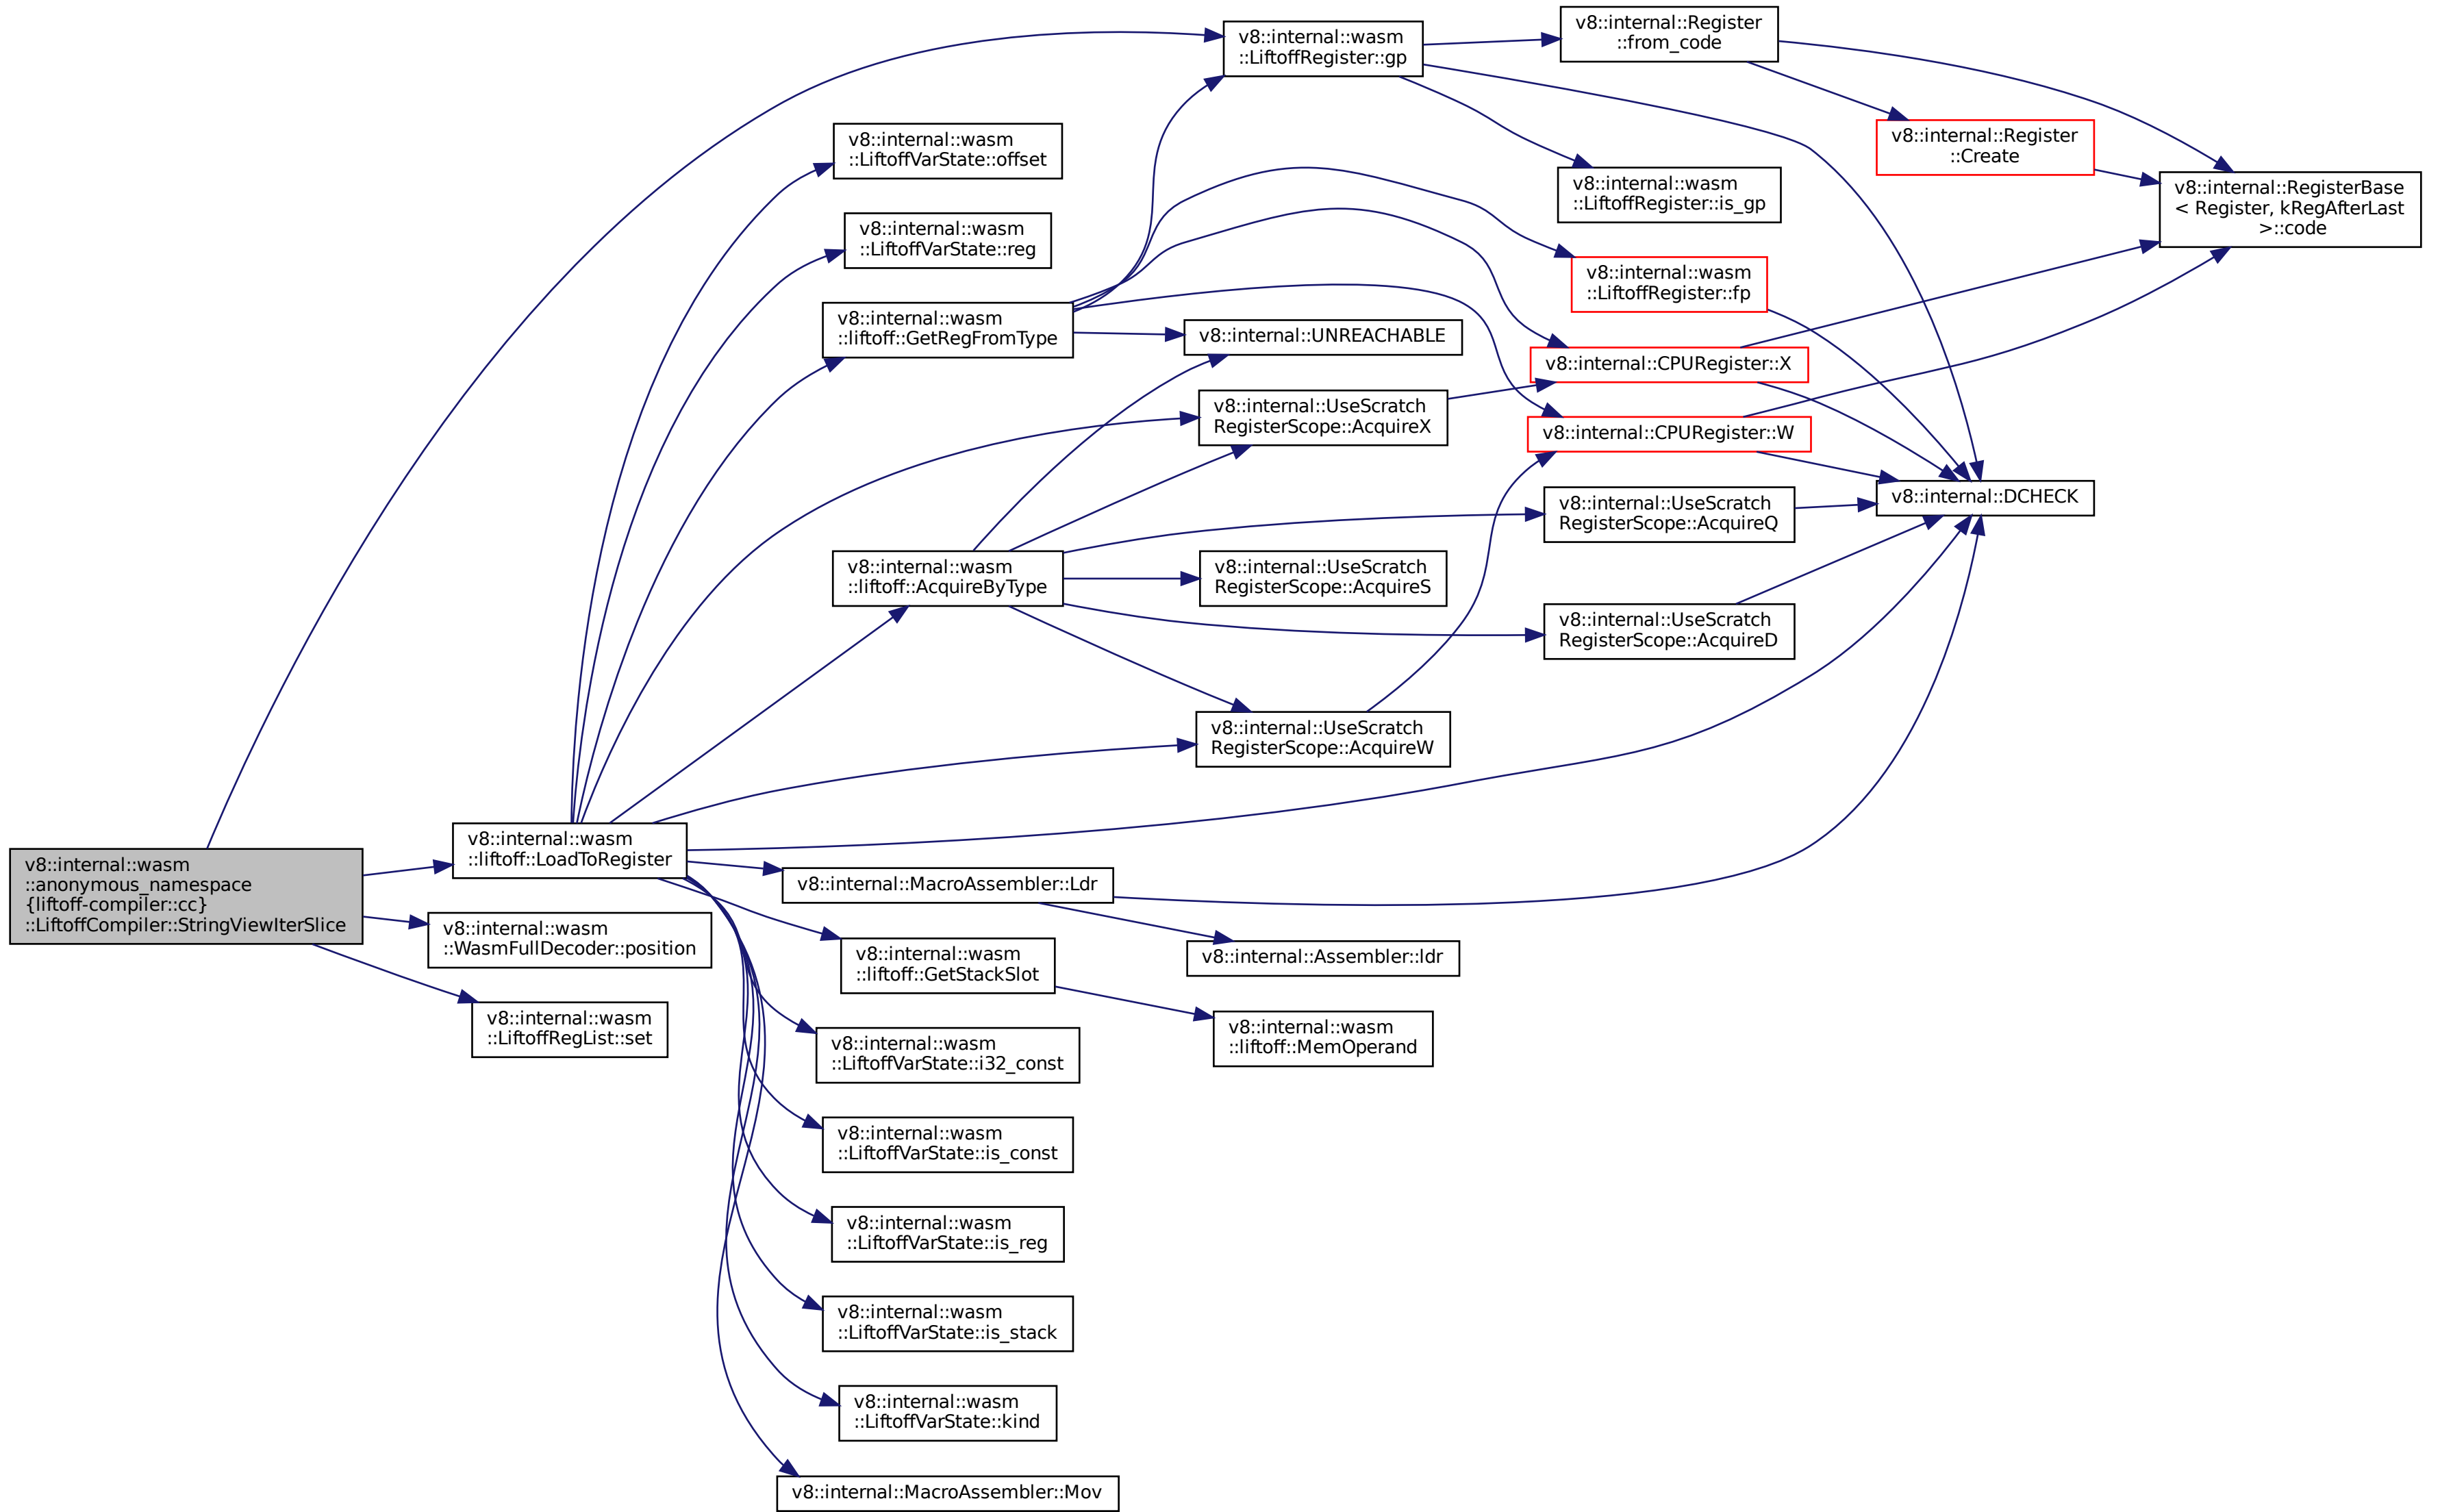 v8::internal::wasm
::anonymous_namespace
{liftoff-compiler::cc}
::LiftoffCompiler::StringViewIterSlice
v8::internal::wasm
::liftoff::LoadToRegister
v8::internal::wasm
::WasmFullDecoder::position
v8::internal::wasm
::LiftoffRegList::set
v8::internal::wasm
::LiftoffVarState::offset
v8::internal::wasm
::LiftoffVarState::reg
v8::internal::wasm
::liftoff::GetRegFromType
v8::internal::wasm
::liftoff::AcquireByType
v8::internal::MacroAssembler::Ldr
v8::internal::wasm
::liftoff::GetStackSlot
v8::internal::wasm
::LiftoffVarState::i32_const
v8::internal::wasm
::LiftoffVarState::is_const
v8::internal::wasm
::LiftoffVarState::is_reg
v8::internal::wasm
::LiftoffVarState::is_stack
v8::internal::wasm
::LiftoffVarState::kind
v8::internal::MacroAssembler::Mov
v8::internal::wasm
::LiftoffRegister::gp
v8::internal::UNREACHABLE
v8::internal::UseScratch
RegisterScope::AcquireX
v8::internal::UseScratch
RegisterScope::AcquireS
v8::internal::UseScratch
RegisterScope::AcquireW
v8::internal::Assembler::ldr
v8::internal::wasm
::liftoff::MemOperand
v8::internal::Register
::from_code
v8::internal::wasm
::LiftoffRegister::is_gp
v8::internal::wasm
::LiftoffRegister::fp
v8::internal::CPURegister::X
v8::internal::CPURegister::W
v8::internal::UseScratch
RegisterScope::AcquireQ
v8::internal::UseScratch
RegisterScope::AcquireD
v8::internal::Register
::Create
v8::internal::DCHECK
v8::internal::RegisterBase
< Register, kRegAfterLast
>::code